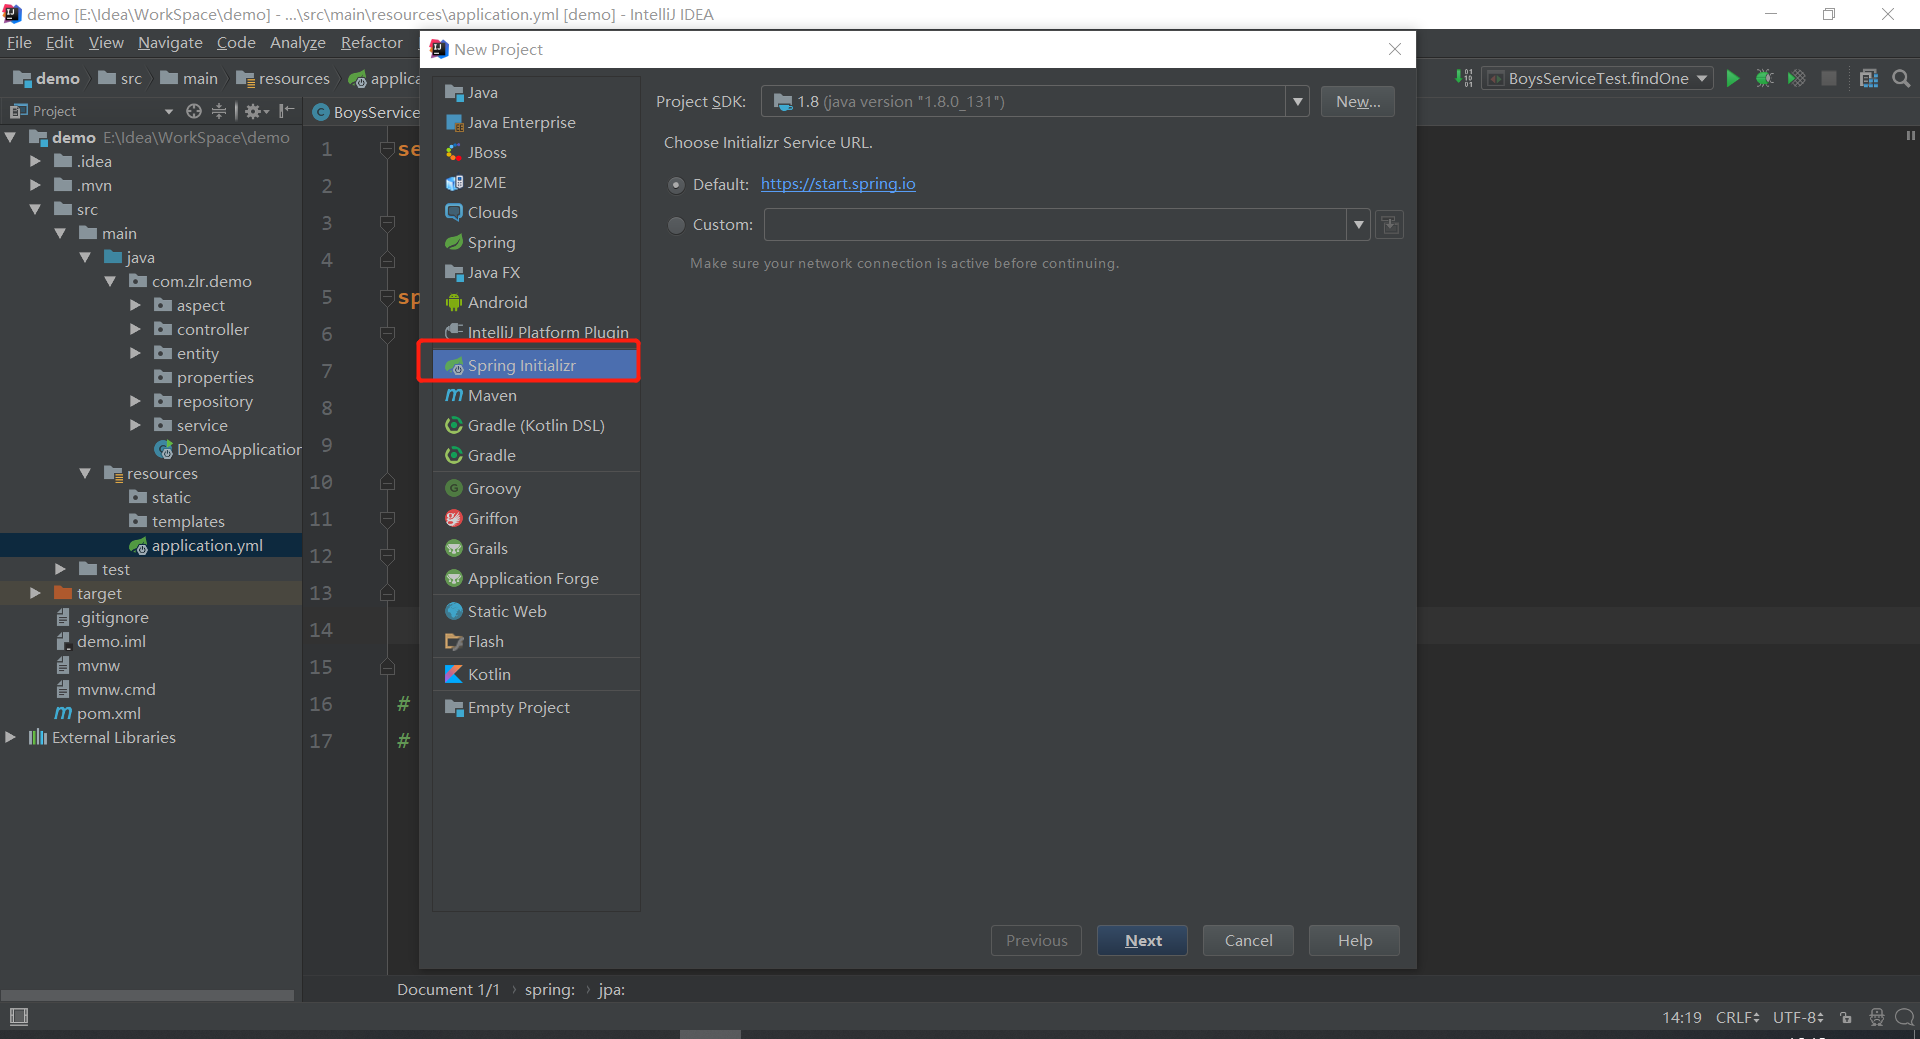 demo [E:\Idea\WorkSpace\demo] - ...\src\main\resources\application.yml [demo] - IntelliJ IDEA
File Edit View Navigate Code Analyze Refactor
demo src main resources applica
BoysServiceTest.findOne
Project
BoysService
demo E:\Idea\WorkSpace\demo
.idea
.mvn
src
main
java
com.zlr.demo
aspect
controller
entity
properties
repository
service
DemoApplication
resources
static
templates
application.yml
test
target
.gitignore
demo.iml
mvnw
mvnw.cmd
pom.xml
External Libraries
1 se
2
3
4
5 sp
6
7
8
9
10
11
12
13
14
15
16 #
17 #
New Project
Java
Java Enterprise
JBoss
J2ME
Clouds
Spring
Java FX
Android
IntelliJ Platform Plugin
Spring Initializr
Maven
Gradle (Kotlin DSL)
Gradle
Groovy
Griffon
Grails
Application Forge
Static Web
Flash
Kotlin
Empty Project
Project SDK: 1.8 (java version "1.8.0_131") New...
Choose Initializr Service URL.
Default: https://start.spring.io
Custom:
Make sure your network connection is active before continuing.
Previous Next Cancel Help
Document 1/1 › spring: › jpa:
14:19 CRLF UTF-8